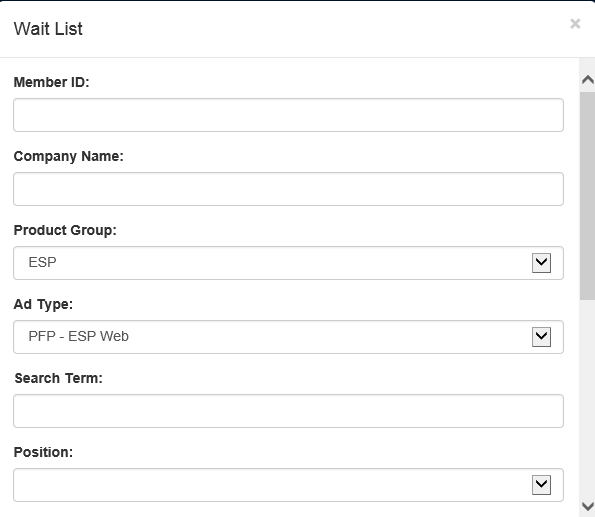 Wait List
Member ID:
Company Name:
Product Group:
ESP
Ad Type:
PFP - ESP Web
Search Term:
Position: